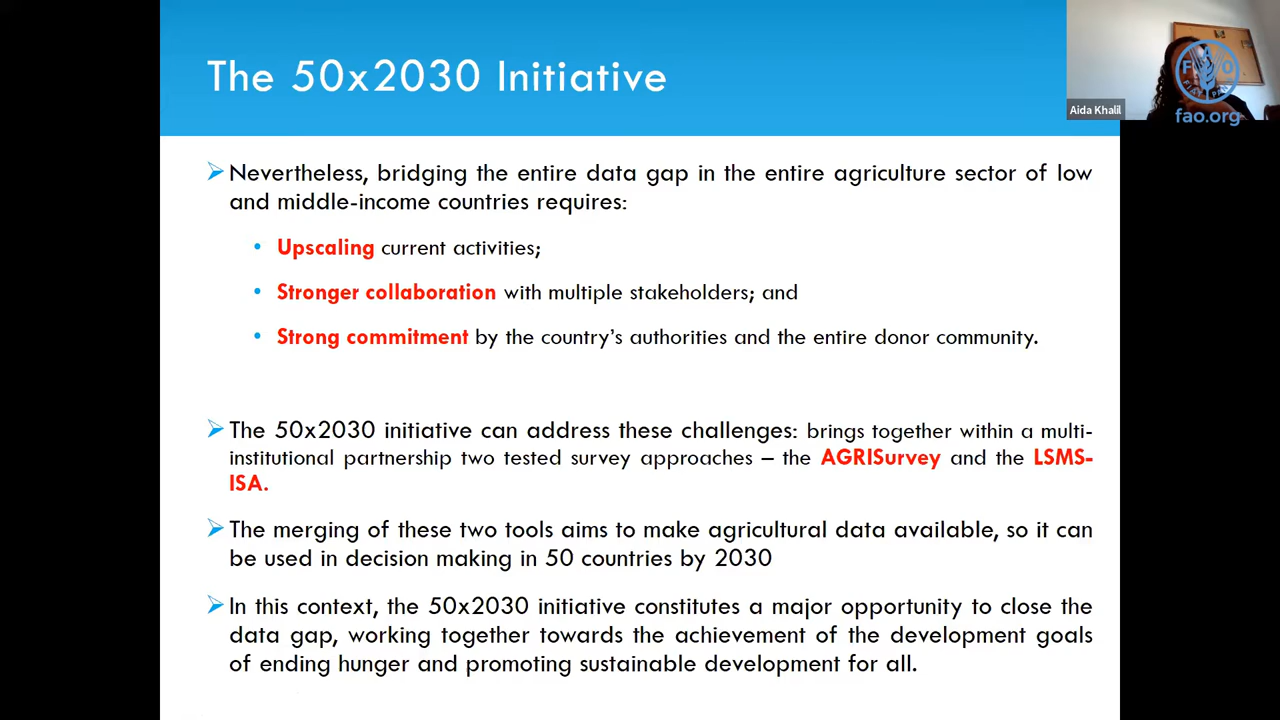 The 50x2030 Initiative
Aida Khalil
FAO
FIAT PANIS
fao.org
Nevertheless, bridging the entire data gap in the entire agriculture sector of low
and middle-income countries requires:
• Upscaling current activities;
• Stronger collaboration with multiple stakeholders; and
• Strong commitment by the country's authorities and the entire donor community.
The 50x2030 initiative can address these challenges: brings together within a multi-
institutional partnership two tested survey approaches – the AGRISurvey and the LSMS-
ISA.
The merging of these two tools aims to make agricultural data available, so it can
be used in decision making in 50 countries by 2030
In this context, the 50x2030 initiative constitutes a major opportunity to close the
data gap, working together towards the achievement of the development goals
of ending hunger and promoting sustainable development for all.